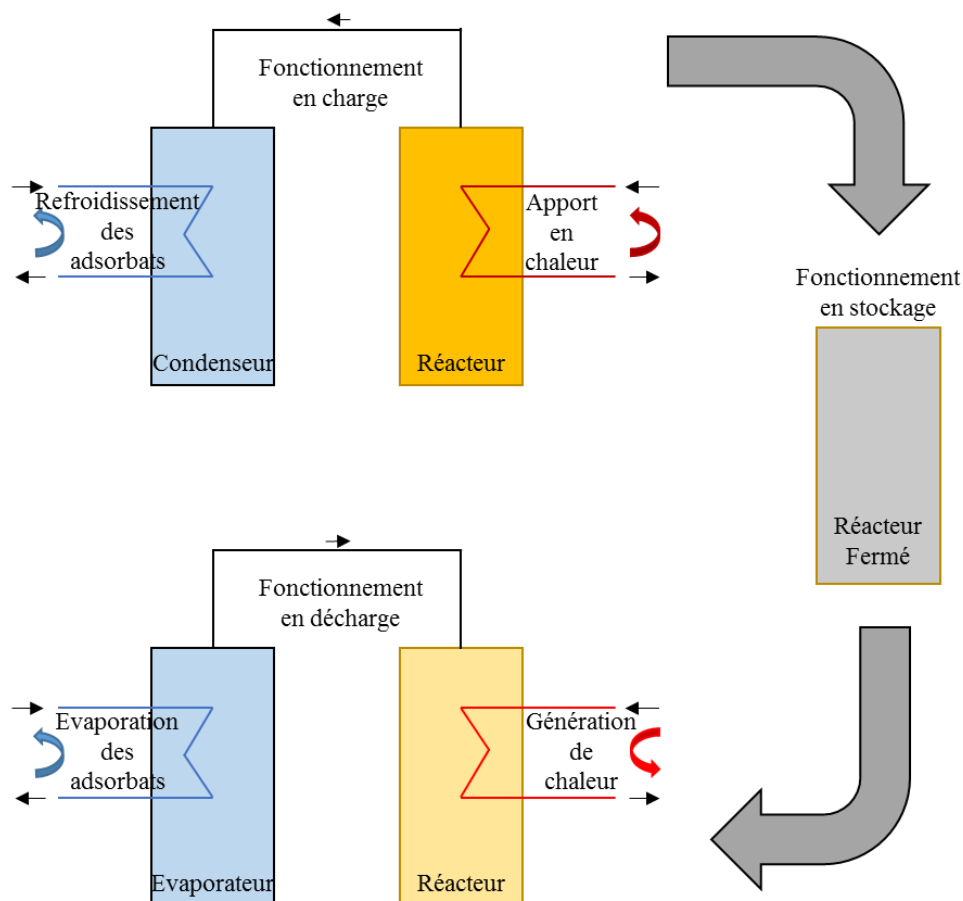 Fonctionnement
en charge
Refroidissement
des
adsorbats
Condenseur
Apport
en
chaleur
Réacteur
Fonctionnement
en stockage
Réacteur
Fermé
Fonctionnement
en décharge
Evaporation
des
adsorbats
Evaporateur
Génération
de
chaleur
Réacteur